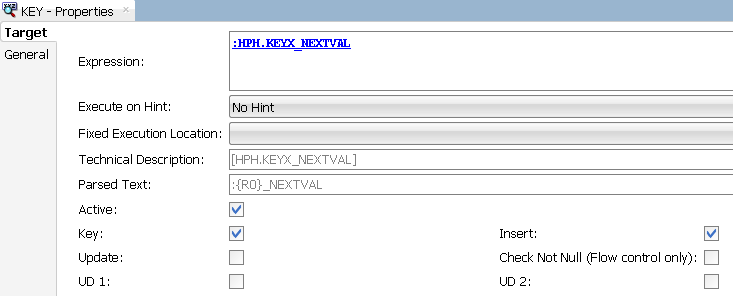 KEY - Properties
Target
General
Expression:
:HPH.KEYX_NEXTVAL
Execute on Hint:
No Hint
Fixed Execution Location:
Technical Description:
[HPH.KEYX_NEXTVAL]
Parsed Text:
:{R0}_NEXTVAL
Active:
Key:
Insert:
Update:
Check Not Null (Flow control only):
UD 1:
UD 2: